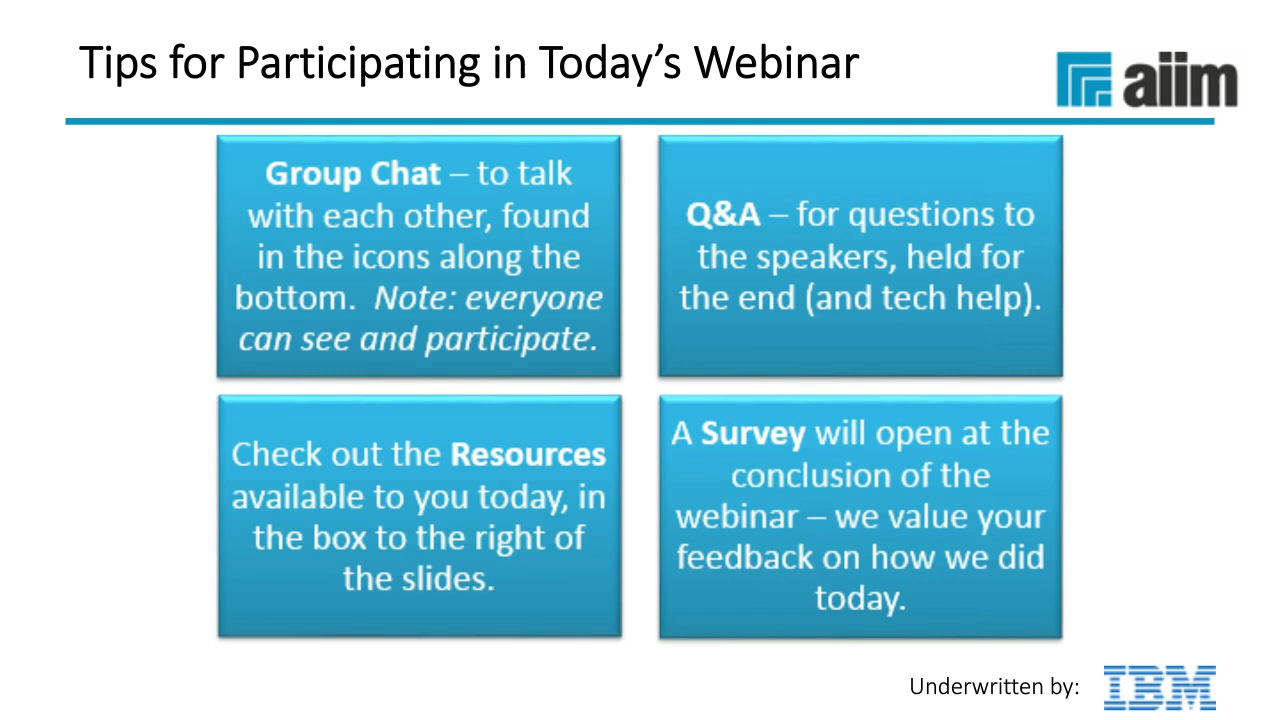 Tips for Participating in Today’s Webinar
aiim
Group Chat – to talk
with each other, found
in the icons along the
bottom.  Note: everyone
can see and participate.
Q&A – for questions to
the speakers, held for
the end (and tech help).
Check out the Resources
available to you today, in
the box to the right of
the slides.
A Survey will open at the
conclusion of the
webinar – we value your
feedback on how we did
today.
Underwritten by:
IBM